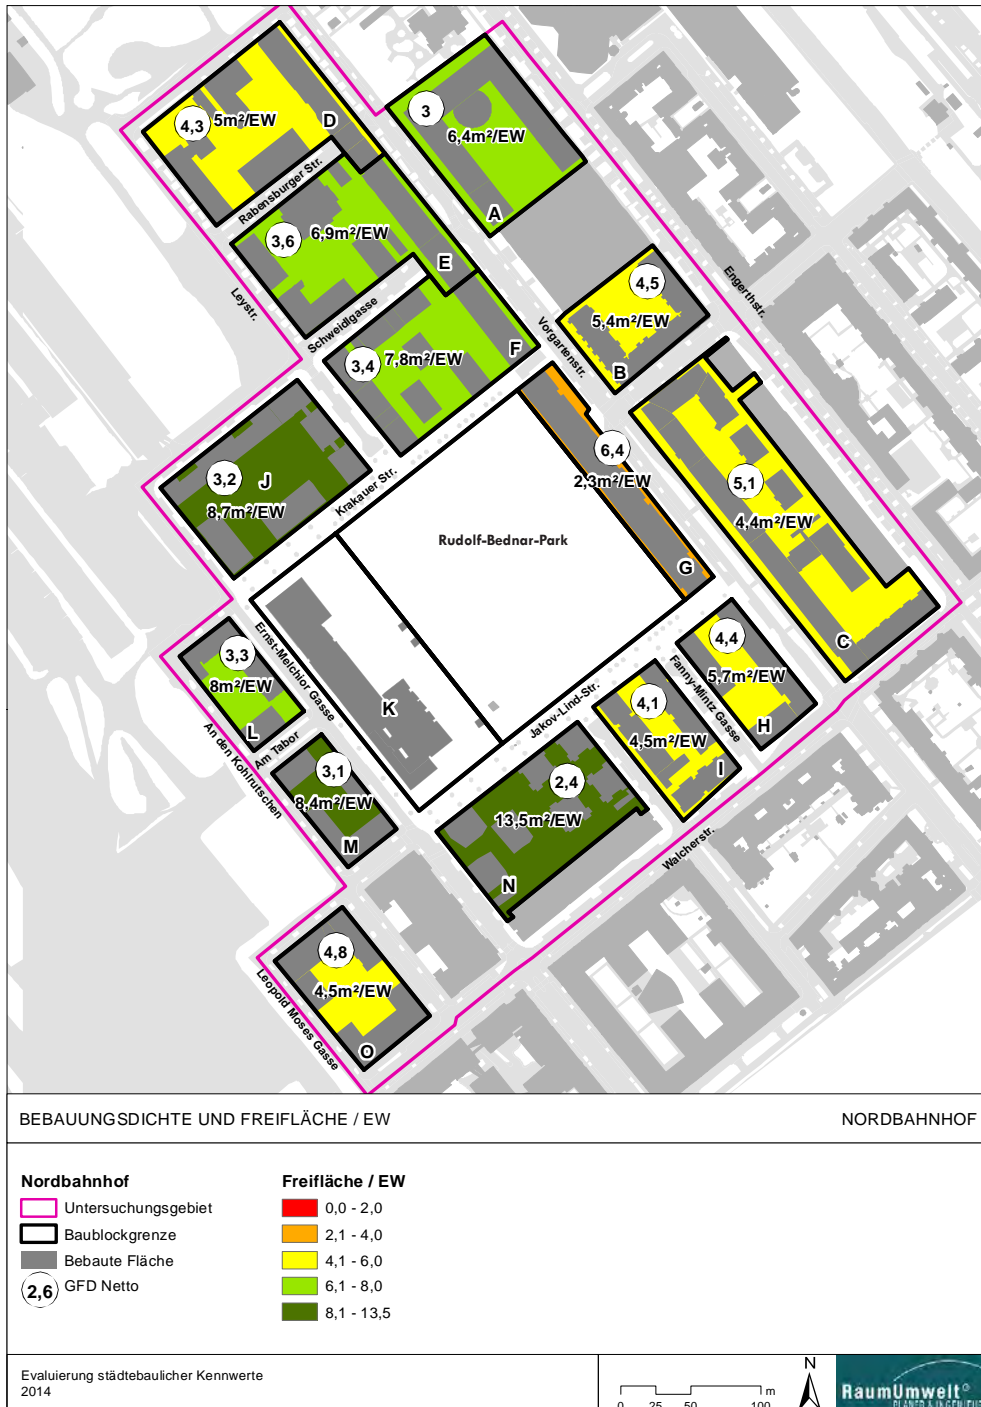 4,3
5m²/EW
D
3
6,4m²/EW
A
Rabensburger Str.
3,6
6,9m²/EW
E
Leystr.
Schweidlgasse
3,4
7,8m²/EW
F
4,5
5,4m²/EW
B
Engerthstr.
Vorgartenstr.
3,2
J
8,7m²/EW
Krakauer Str.
6,4
2,3m²/EW
G
5,1
4,4m²/EW
C
Rudolf-Bednar-Park
3,3
8m²/EW
L
Ernst-Melchior Gasse
K
4,4
5,7m²/EW
H
Fanny-Mintz Gasse
4,1
4,5m²/EW
I
Jakov-Lind-Str.
An den Kohlrutschen
Am Tabor
3,1
8,4m²/EW
M
2,4
13,5m²/EW
N
Walcherstr.
4,8
4,5m²/EW
O
Leopold Moses Gasse
BEBAUUNGSDICHTE UND FREIFLÄCHE / EW
NORDBAHNHOF
Nordbahnhof
Untersuchungsgebiet
Baublockgrenze
Bebaute Fläche
2,6 GFD Netto
Freifläche / EW
0,0 - 2,0
2,1 - 4,0
4,1 - 6,0
6,1 - 8,0
8,1 - 13,5
Evaluierung städtebaulicher Kennwerte
2014
m
0 25 50 100
N
RaumUmwelt®